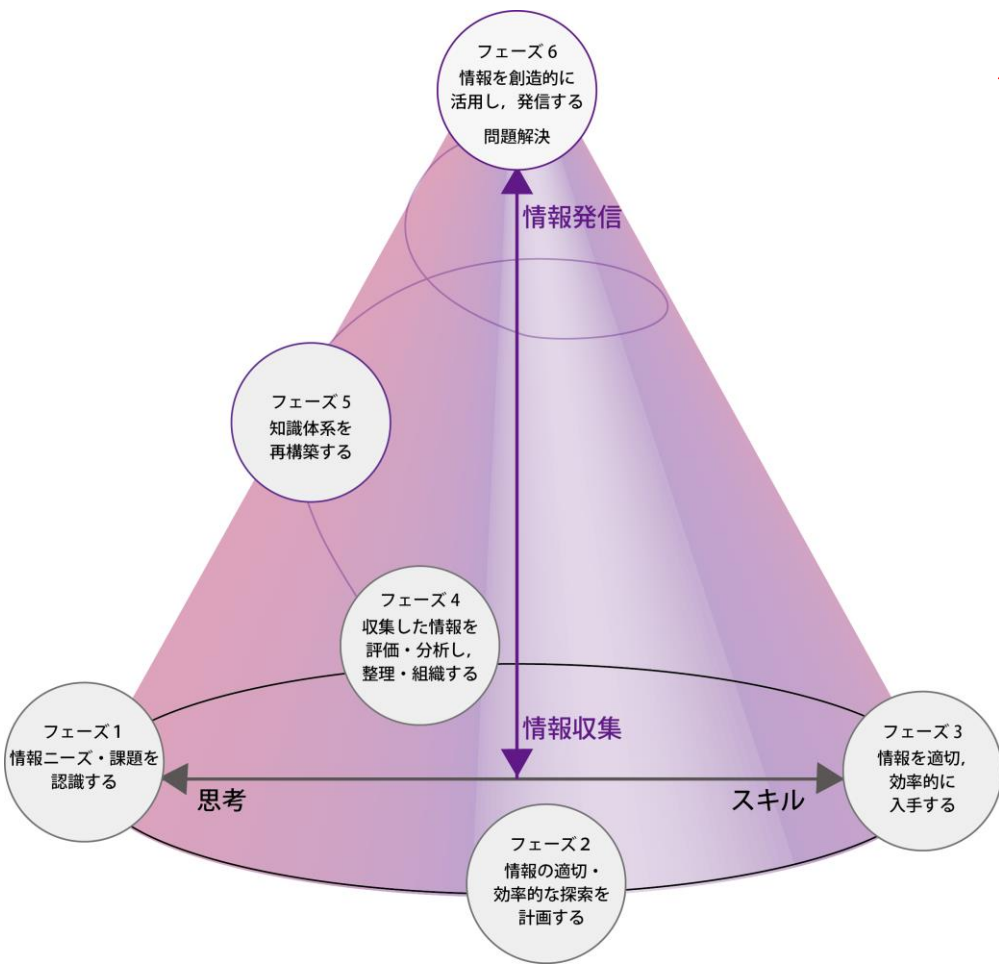 フェーズ 6
情報を創造的に
活用し，発信する
問題解決
情報発信
フェーズ 5
知識体系を
再構築する
フェーズ 4
収集した情報を
評価・分析し，
整理・組織する
情報収集
フェーズ 1
情報ニーズ・課題を
認識する
フェーズ 3
情報を適切，
効率的に
入手する
思考
スキル
フェーズ 2
情報の適切・
効率的な探索を
計画する